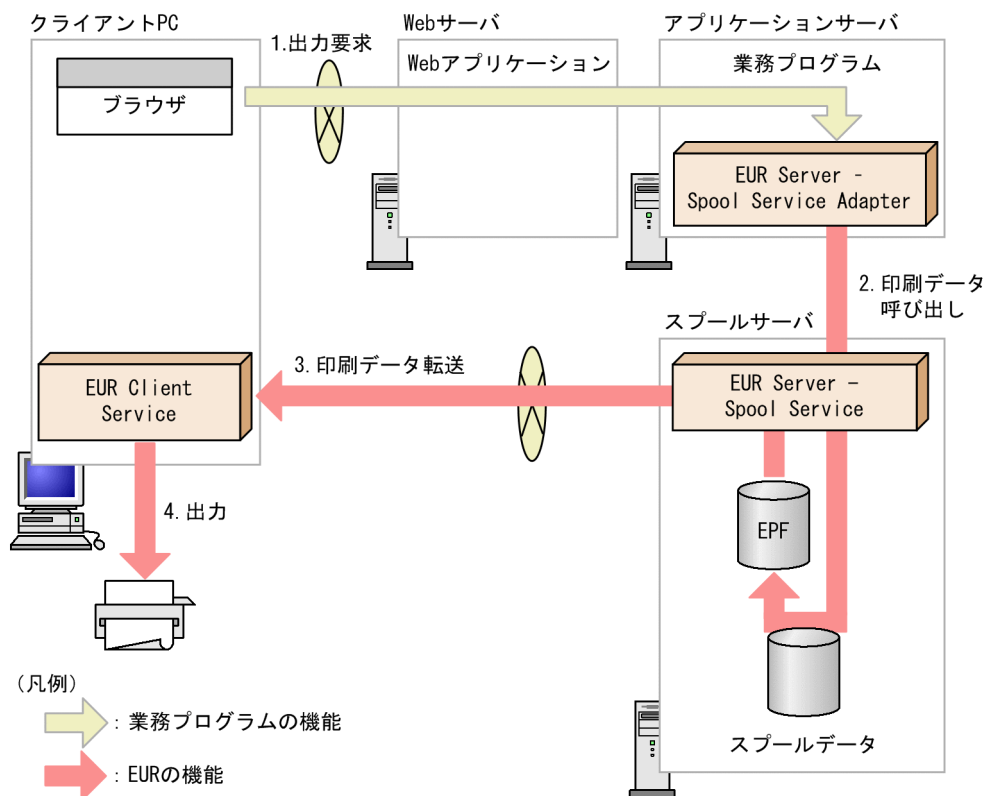 クライアントPC
Webサーバ
アプリケーションサーバ
1.出力要求
Webアプリケーション
業務プログラム
ブラウザ
EUR Server -
Spool Service Adapter
2.印刷データ
呼び出し
スプールサーバ
3.印刷データ転送
EUR Client
Service
EUR Server −
Spool Service
4.出力
EPF
スプールデータ
(凡例)
：業務プログラムの機能
：EURの機能